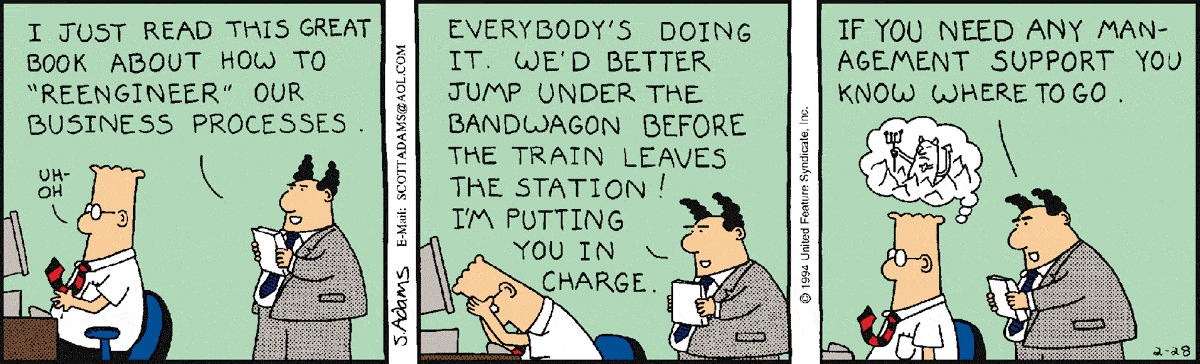 I JUST READ THIS GREAT
BOOK ABOUT HOW TO
"REENGINEER" OUR
BUSINESS PROCESSES.
UH-
OH
S. Adams E-Mail: SCOTTADAMS@AOL.COM
EVERYBODY'S DOING
IT. WE'D BETTER
JUMP UNDER THE
BANDWAGON BEFORE
THE TRAIN LEAVES
THE STATION!
I'M PUTTING
YOU IN
CHARGE.
© 1994 United Feature Syndicate, Inc.
IF YOU NEED ANY MAN-
AGEMENT SUPPORT YOU
KNOW WHERE TO GO.
2-28